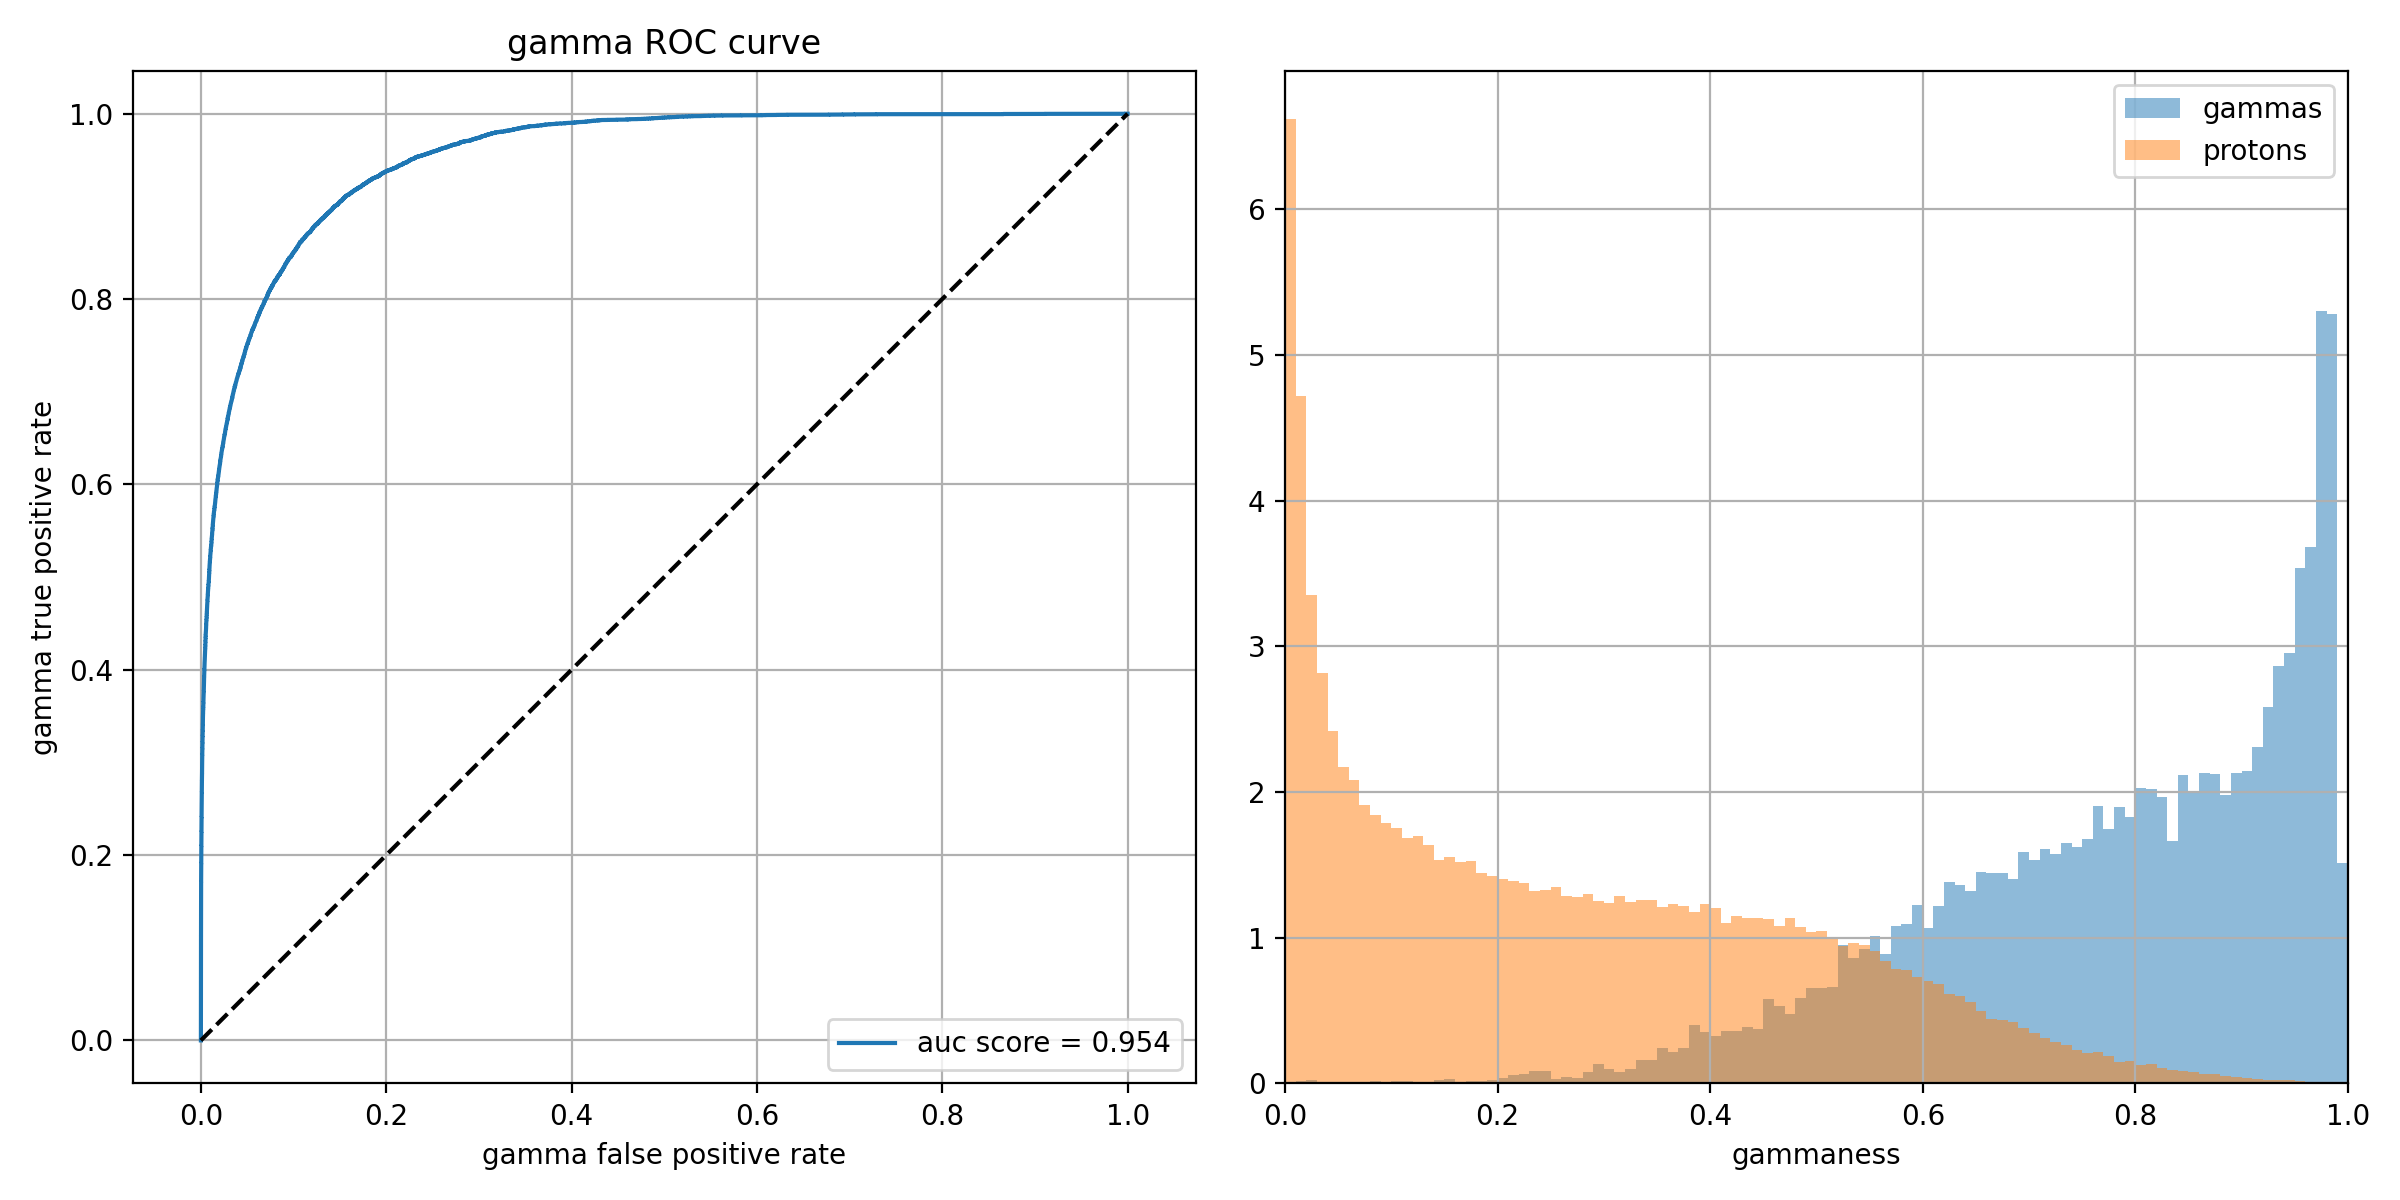 gamma ROC curve
gamma true positive rate
1.0
0.8
0.6
0.4
0.2
0.0
auc score = 0.954
0.0 0.2 0.4 0.6 0.8 1.0
gamma false positive rate
gammas
protons
6
5
4
3
2
1
0
0.0 0.2 0.4 0.6 0.8 1.0
gammaness